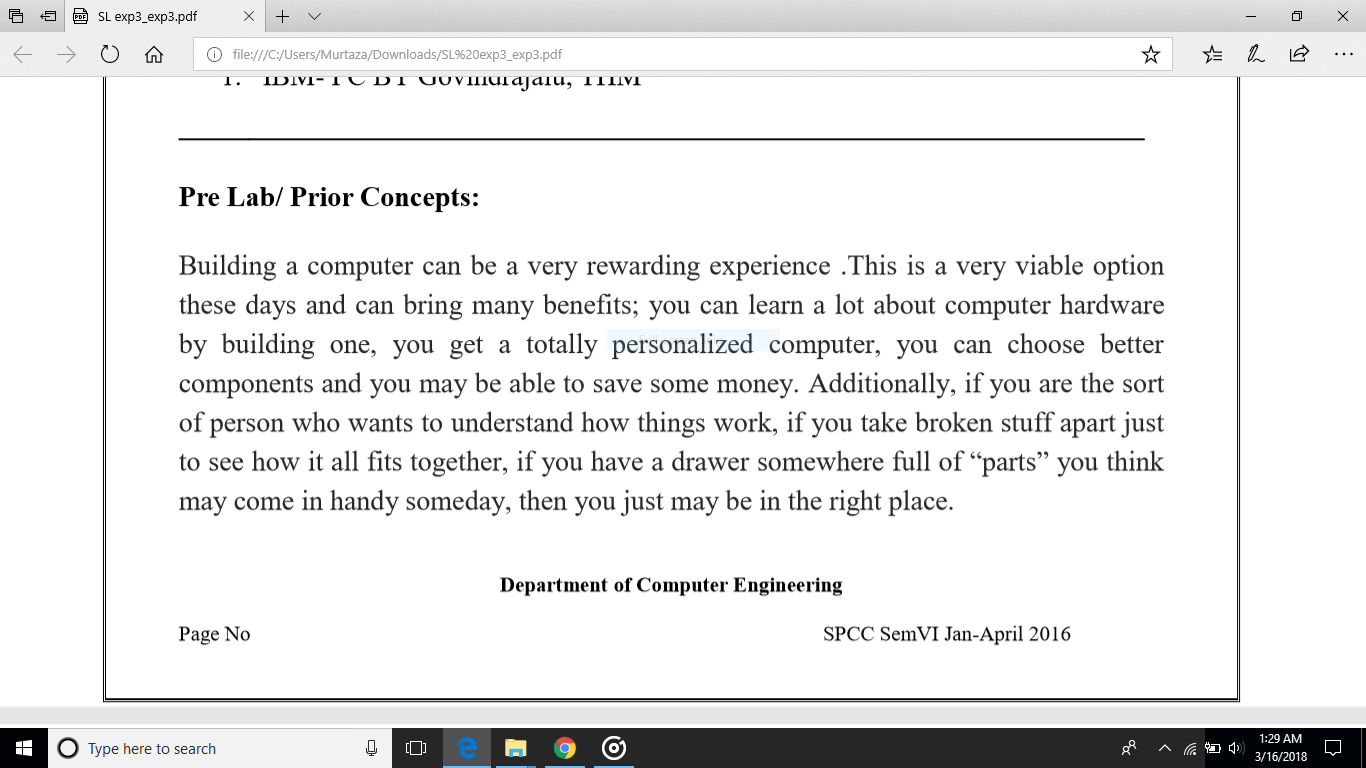 SL exp3_exp3.pdf
file:///C:/Users/Murtaza/Downloads/SL%20exp3_exp3.pdf
1. IBM- PC BY Govindrajalu, THM
Pre Lab/ Prior Concepts:
Building a computer can be a very rewarding experience .This is a very viable option
these days and can bring many benefits; you can learn a lot about computer hardware
by building one, you get a totally personalized computer, you can choose better
components and you may be able to save some money. Additionally, if you are the sort
of person who wants to understand how things work, if you take broken stuff apart just
to see how it all fits together, if you have a drawer somewhere full of “parts” you think
may come in handy someday, then you just may be in the right place.
Department of Computer Engineering
Page No SPCC SemVI Jan-April 2016
Type here to search
1:29 AM
3/16/2018